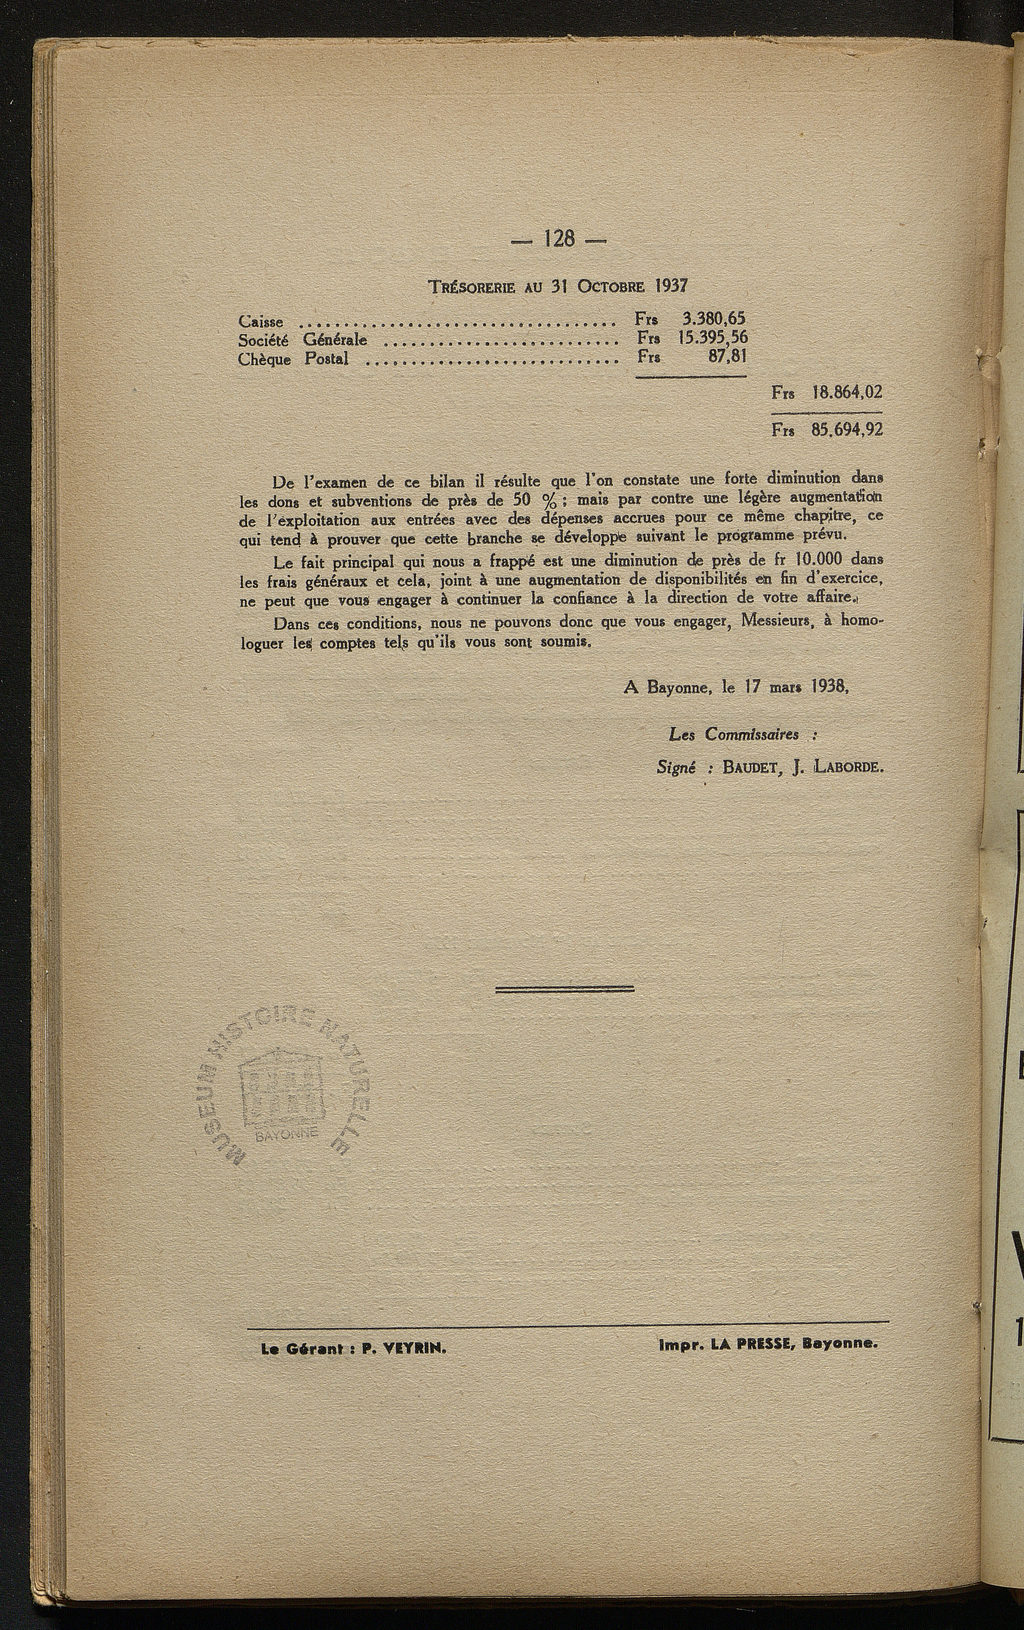 — 128 —
TRÉSORERIE AU 31 OCTOBRE 1937
Caisse .................................... Frs 3.380,65
Société Générale .......................... Frs 15.395,56
Chèque Postal ............................. Frs 87,81
Frs 18.864,02
Frs 85.694,92
De l'examen de ce bilan il résulte que l'on constate une forte diminution dans
les dons et subventions de près de 50 % ; mais par contre une légère augmentation
de l'exploitation aux entrées avec des dépenses accrues pour ce même chapitre, ce
qui tend à prouver que cette branche se développe suivant le programme prévu.
Le fait principal qui nous a frappé est une diminution de près de fr 10.000 dans
les frais généraux et cela, joint à une augmentation de disponibilités en fin d'exercice,
ne peut que vous engager à continuer la confiance à la direction de votre affaire.
Dans ces conditions, nous ne pouvons donc que vous engager, Messieurs, à homo-
loguer les comptes tels qu'ils vous sont soumis.
A Bayonne, le 17 mars 1938,
Les Commissaires :
Signé : BAUDET, J. LABORDE.
MUSEUM HISTOIRE NATURELLE
BAYONNE
Le Gérant : P. VEYRIN.
Impr. LA PRESSE, Bayonne.